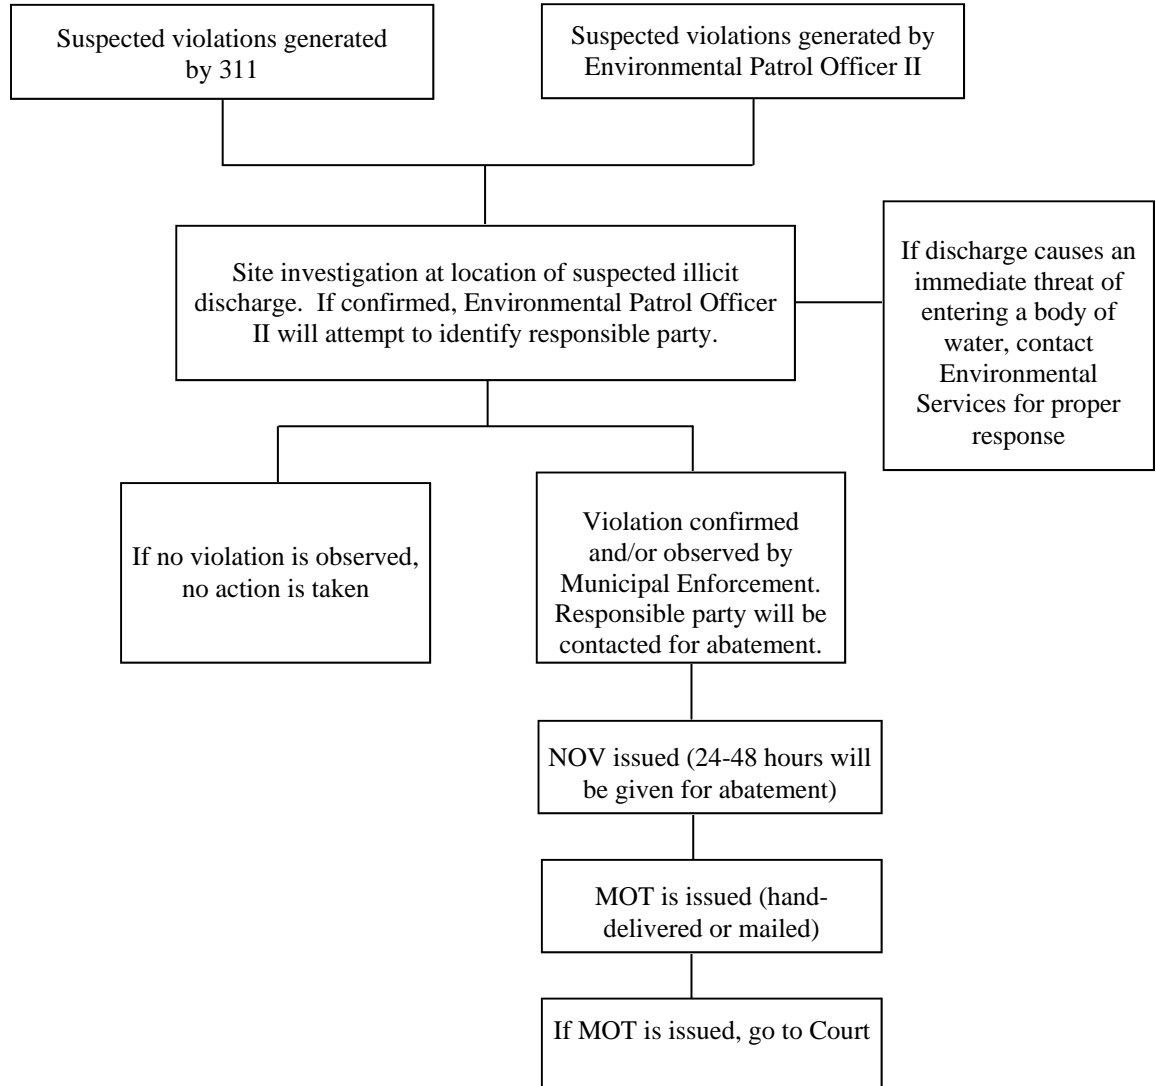 Suspected violations generated
by 311
Suspected violations generated by
Environmental Patrol Officer II
Site investigation at location of suspected illicit
discharge.  If confirmed, Environmental Patrol Officer
II will attempt to identify responsible party.
If discharge causes an
immediate threat of
entering a body of
water, contact
Environmental
Services for proper
response
If no violation is observed,
no action is taken
Violation confirmed
and/or observed by
Municipal Enforcement.
Responsible party will be
contacted for abatement.
NOV issued (24-48 hours will
be given for abatement)
MOT is issued (hand-
delivered or mailed)
If MOT is issued, go to Court